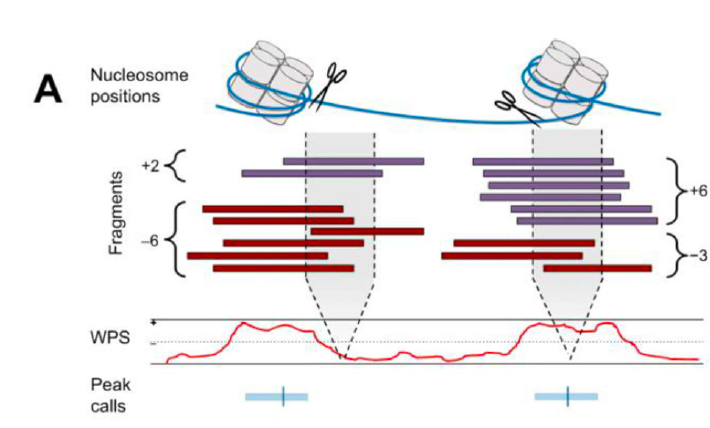 A
Nucleosome
positions
Fragments
+2
−6
+6
−3
WPS
+
−
Peak
calls